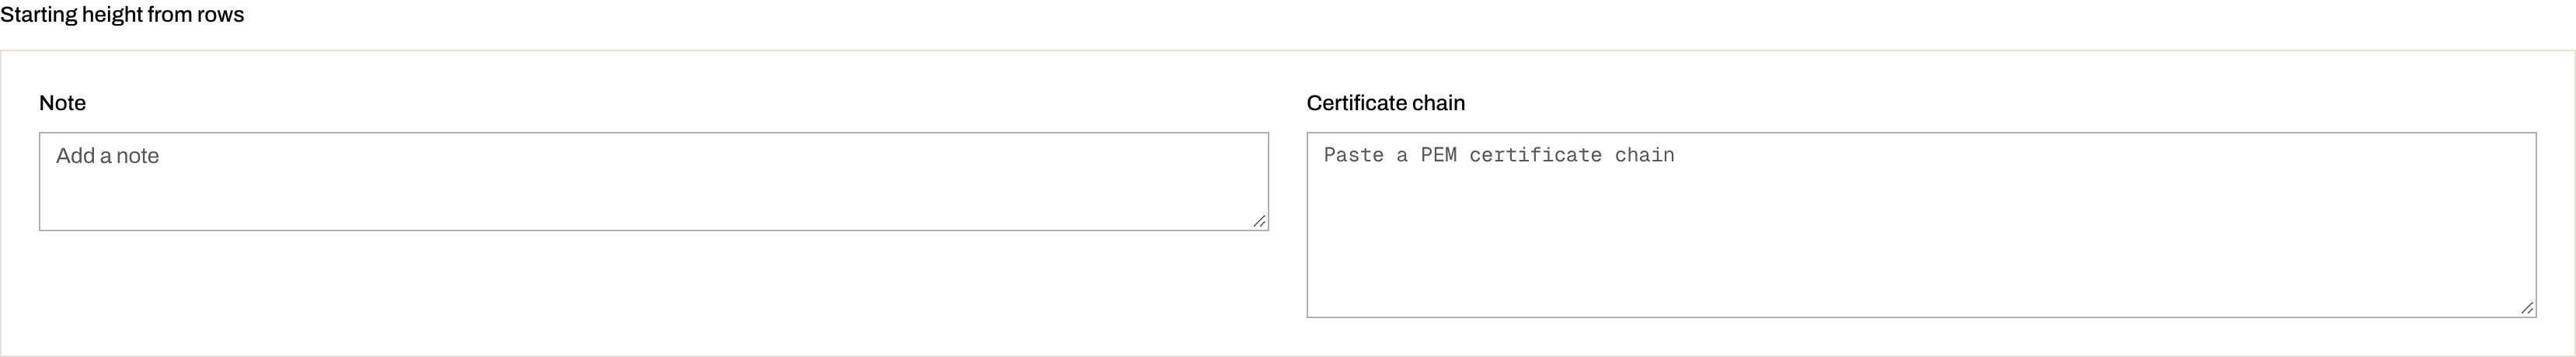 Starting height from rows
Note
Certificate chain
Add a note
Paste a PEM certificate chain